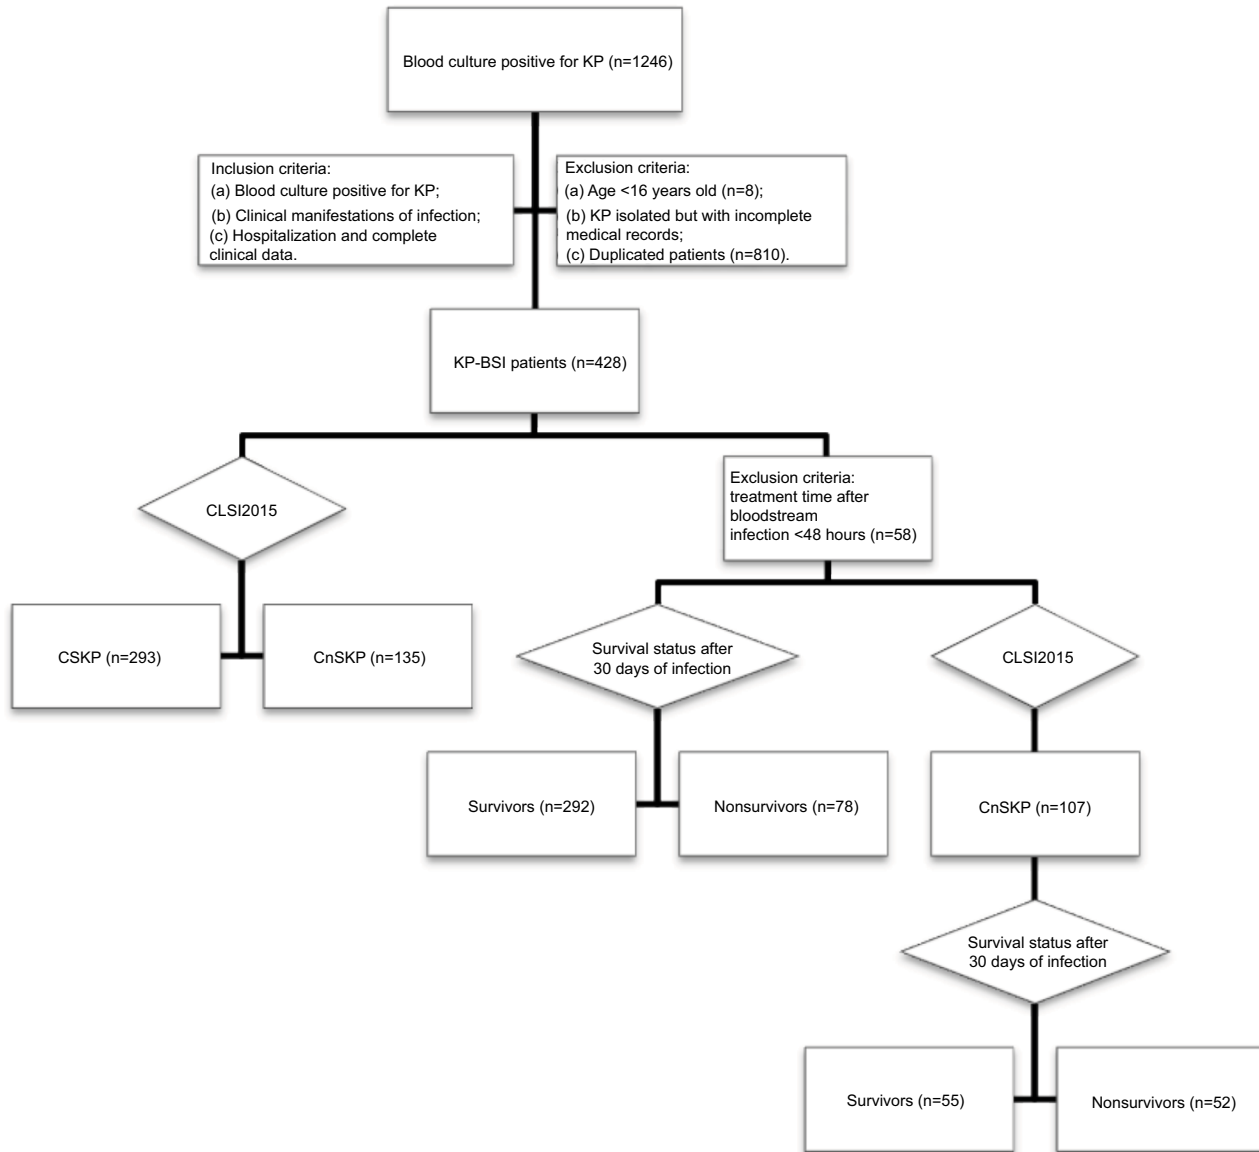 Blood culture positive for KP (n=1246)
Inclusion criteria:
(a) Blood culture positive for KP;
(b) Clinical manifestations of infection;
(c) Hospitalization and complete
clinical data.
Exclusion criteria:
(a) Age <16 years old (n=8);
(b) KP isolated but with incomplete
medical records;
(c) Duplicated patients (n=810).
KP-BSI patients (n=428)
CLSI2015
Exclusion criteria:
treatment time after
bloodstream
infection <48 hours (n=58)
CSKP (n=293)
CnSKP (n=135)
Survival status after
30 days of infection
CLSI2015
Survivors (n=292)
Nonsurvivors (n=78)
CnSKP (n=107)
Survival status after
30 days of infection
Survivors (n=55)
Nonsurvivors (n=52)